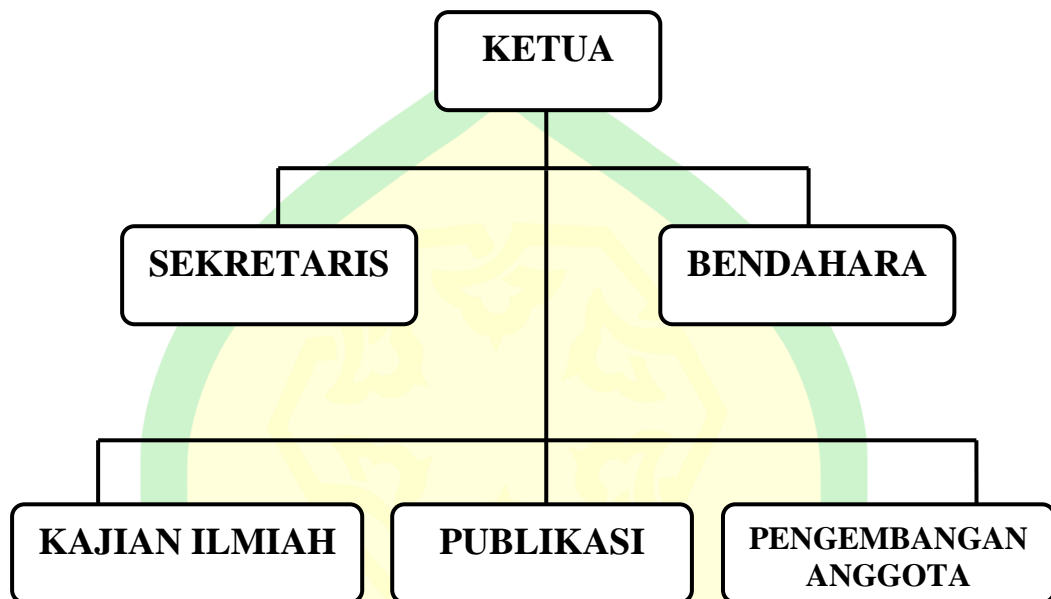 KETUA
SEKRETARIS
BENDAHARA
KAJIAN ILMIAH
PUBLIKASI
PENGEMBANGAN
ANGGOTA